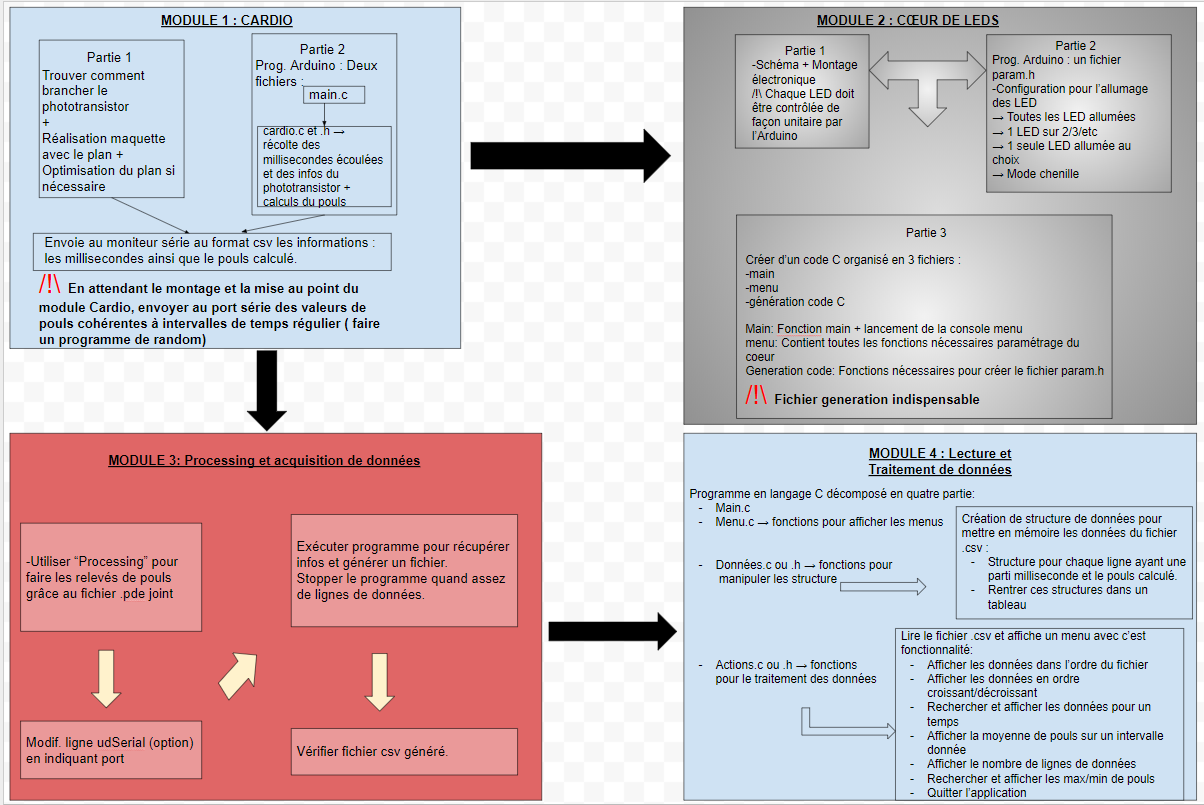 MODULE 1 : CARDIO
Partie 1
Trouver comment
brancher le
phototransistor
+
Réalisation maquette
avec le plan +
Optimisation du plan si
nécessaire
Partie 2
Prog. Arduino : Deux
fichiers :
main.c
cardio.c et .h →
récolte des
millisecondes écoulées
et des infos du
phototransistor +
calculs du pouls
Envoie au moniteur série au format csv les informations :
les millisecondes ainsi que le pouls calculé.
/!\ En attendant le montage et la mise au point du
module Cardio, envoyer au port série des valeurs de
pouls cohérentes à intervalles de temps régulier ( faire
un programme de random)
MODULE 2 : CŒUR DE LEDS
Partie 1
-Schéma + Montage
électronique
/!\ Chaque LED doit
être contrôlée de
façon unitaire par
l'Arduino
Partie 2
Prog. Arduino : un fichier
param.h
-Configuration pour l'allumage
des LED
→ Toutes les LED allumées
→ 1 LED sur 2/3/etc
→ 1 seule LED allumée au
choix
→ Mode chenille
Partie 3
Créer d'un code C organisé en 3 fichiers :
-main
-menu
-génération code C
Main: Fonction main + lancement de la console menu
menu: Contient toutes les fonctions nécessaires paramétrage du
coeur
Generation code: Fonctions nécessaires pour créer le fichier param.h
/!\ Fichier generation indispensable
MODULE 3: Processing et acquisition de données
-Utiliser "Processing" pour
faire les relevés de pouls
grâce au fichier .pde joint
Modif. ligne udSerial (option)
en indiquant port
Exécuter programme pour récupérer
infos et générer un fichier.
Stopper le programme quand assez
de lignes de données.
Vérifier fichier csv généré.
MODULE 4 : Lecture et
Traitement de données
Programme en langage C décomposé en quatre partie:
- Main.c
- Menu.c → fonctions pour afficher les menus
- Données.c ou .h → fonctions pour
manipuler les structure
Création de structure de données pour
mettre en mémoire les données du fichier
.csv :
- Structure pour chaque ligne ayant une
parti milliseconde et le pouls calculé.
- Rentrer ces structures dans un
tableau
- Actions.c ou .h → fonctions
pour le traitement des données
Lire le fichier .csv et affiche un menu avec c'est
fonctionnalité:
- Afficher les données dans l'ordre du fichier
- Afficher les données en ordre
croissant/décroissant
- Rechercher et afficher les données pour un
temps
- Afficher la moyenne de pouls sur un intervalle
donnée
- Afficher le nombre de lignes de données
- Rechercher et afficher les max/min de pouls
- Quitter l'application